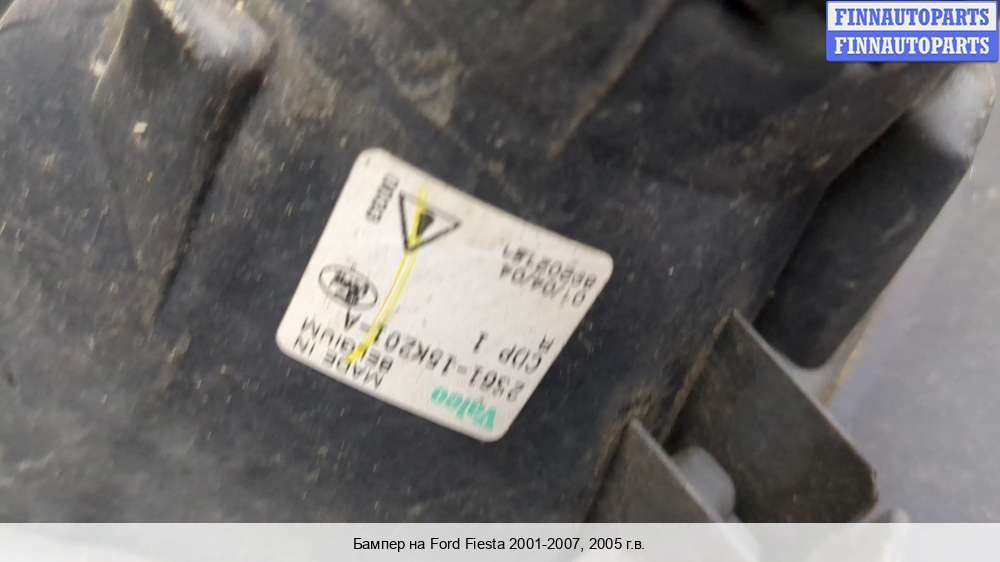 FINNAUTOPARTS
FINNAUTOPARTS
Valeo
MADE IN
BELGIUM
2S61-15K201-A
CDP 1
01/04/04
Бампер на Ford Fiesta 2001-2007, 2005 г.в.